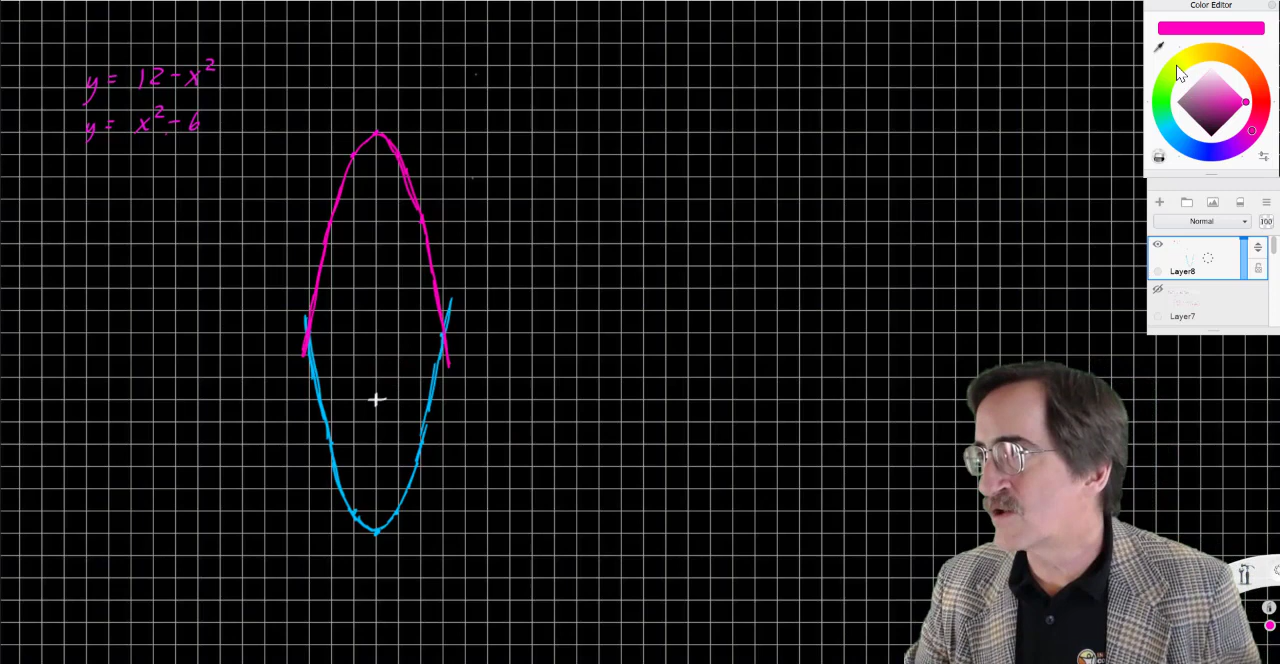 Color Editor
y = 12 - x²
y = x² - 6
Normal
100
Layer8
Layer7